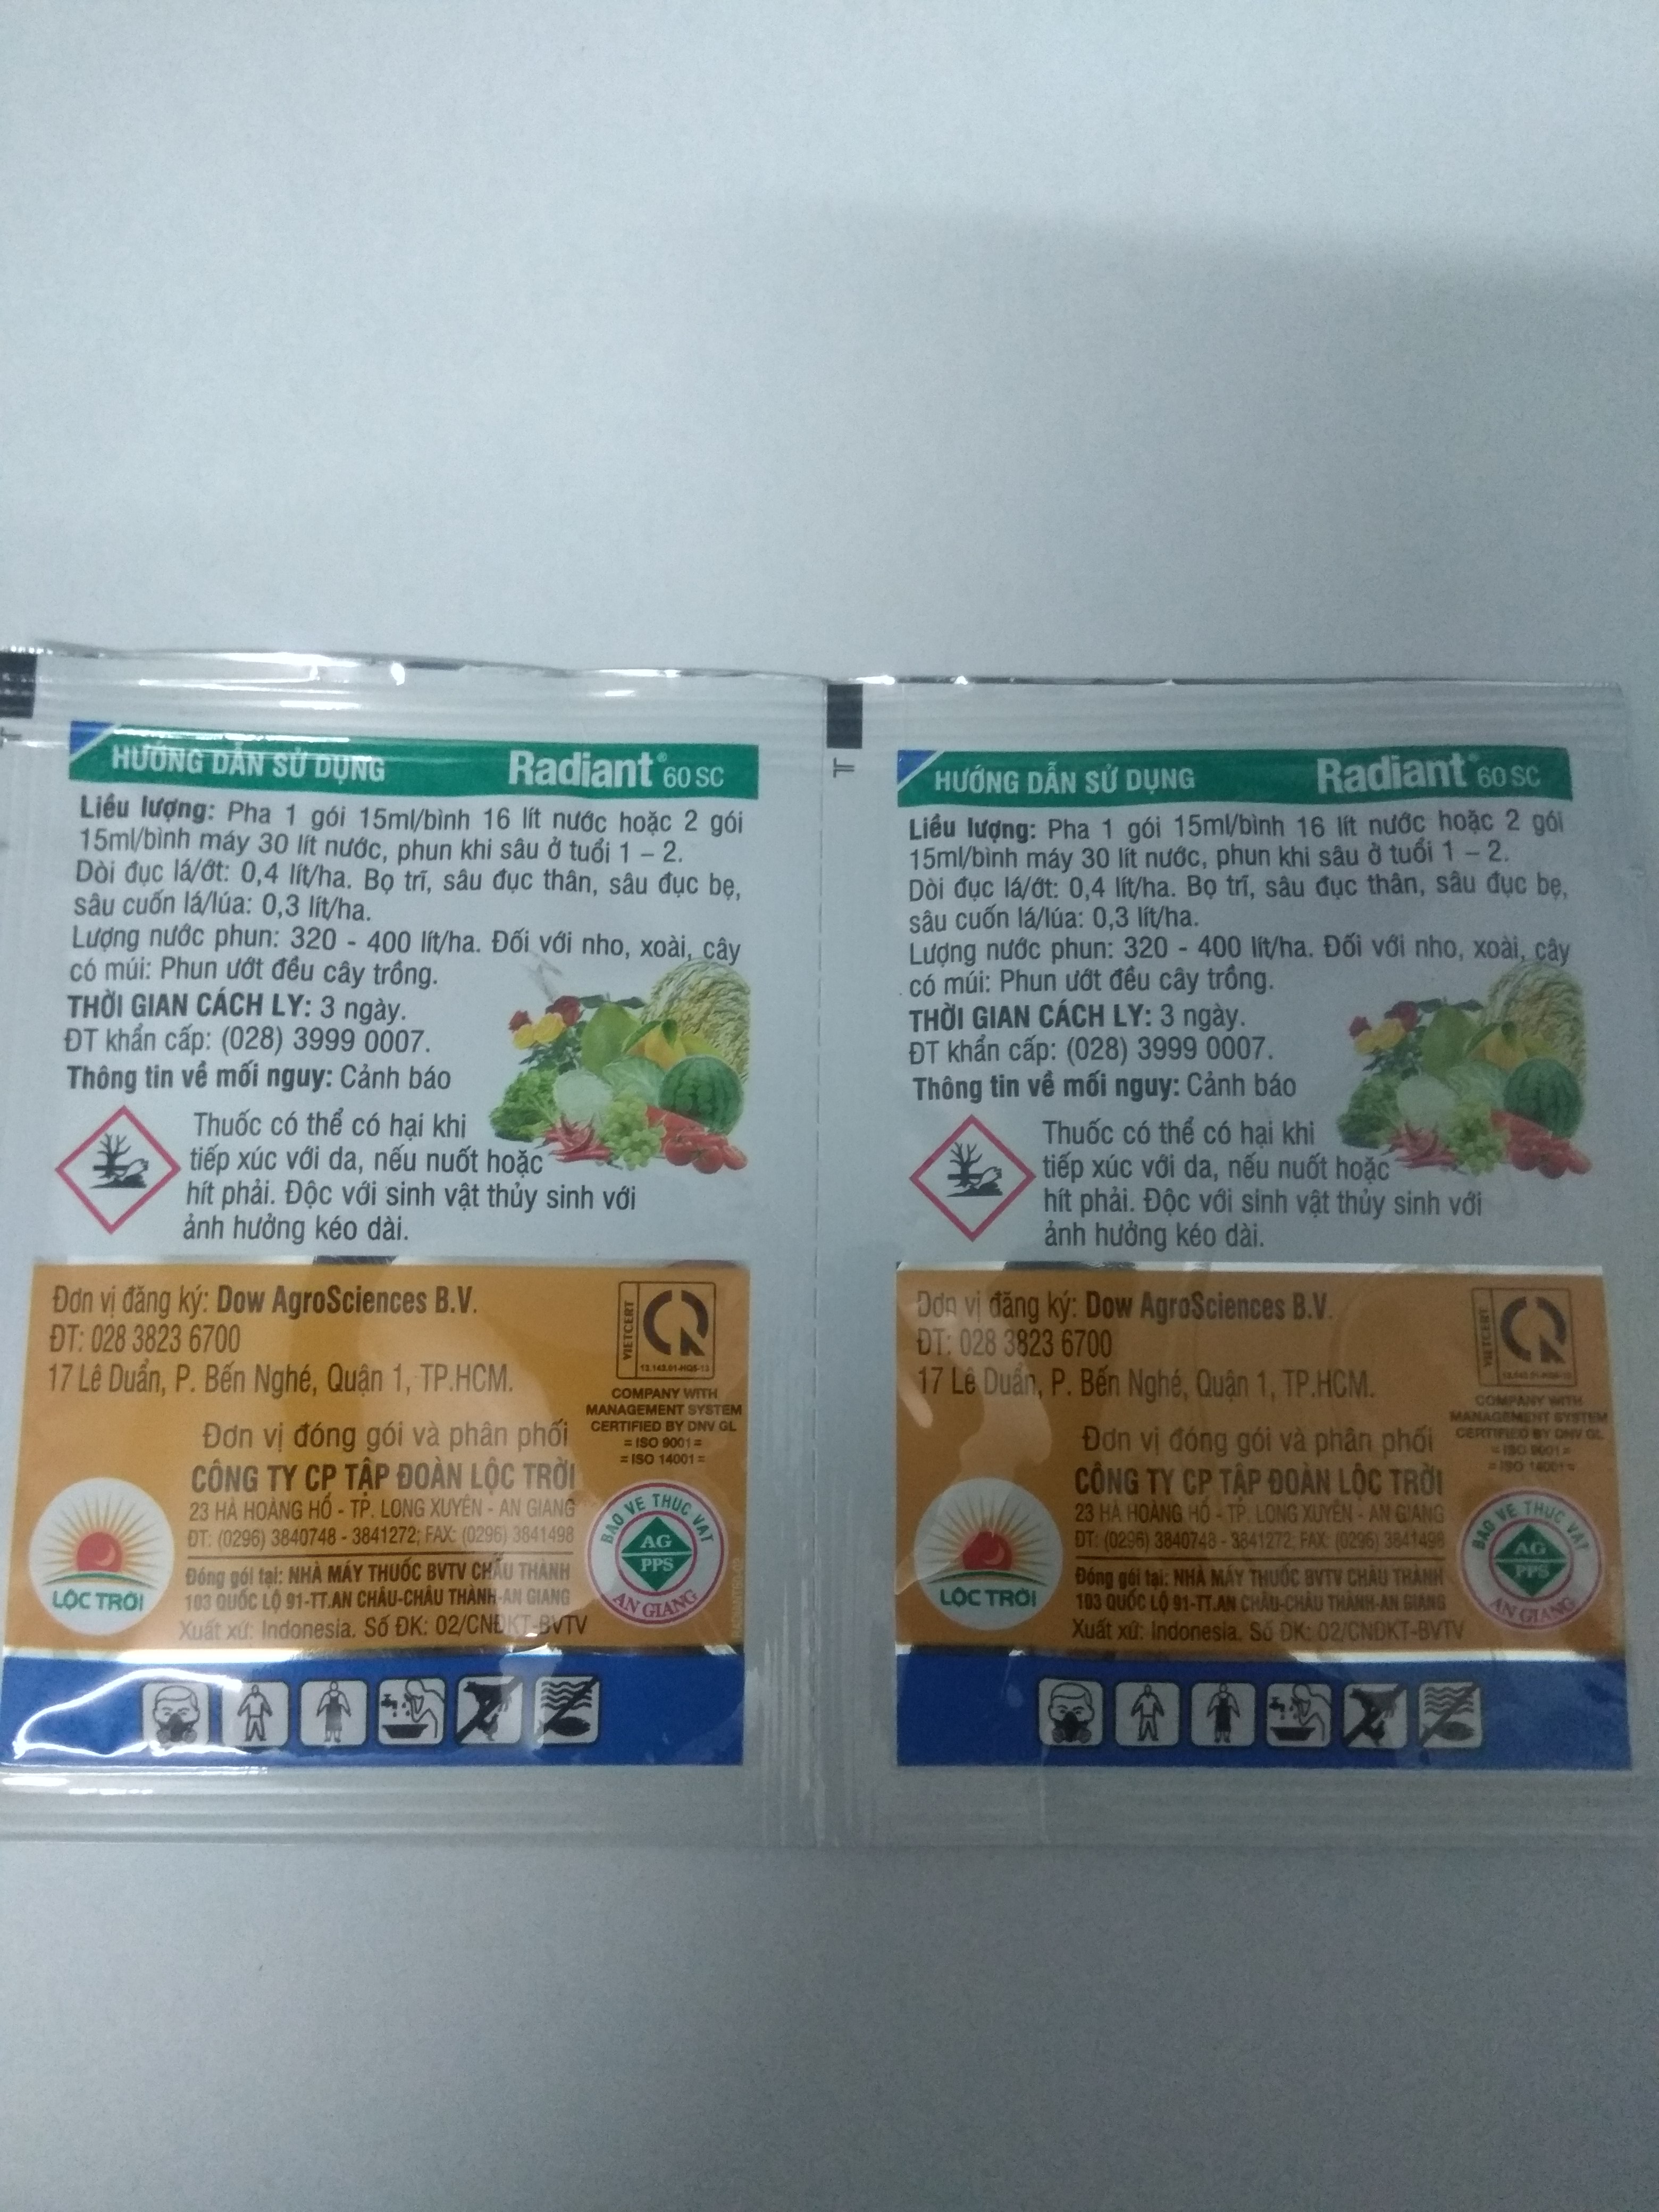 HƯỚNG DẪN SỬ DỤNG Radiant® 60 SC
Liều lượng: Pha 1 gói 15ml/bình 16 lít nước hoặc 2 gói
15ml/bình máy 30 lít nước, phun khi sâu ở tuổi 1 – 2.
Dòi đục lá/ớt: 0,4 lít/ha. Bọ trĩ, sâu đục thân, sâu đục bẹ,
sâu cuốn lá/lúa: 0,3 lít/ha.
Lượng nước phun: 320 - 400 lít/ha. Đối với nho, xoài, cây
có múi: Phun ướt đều cây trồng.
THỜI GIAN CÁCH LY: 3 ngày.
ĐT khẩn cấp: (028) 3999 0007.
Thông tin về mối nguy: Cảnh báo
Thuốc có thể có hại khi
tiếp xúc với da, nếu nuốt hoặc
hít phải. Độc với sinh vật thủy sinh với
ảnh hưởng kéo dài.
Đơn vị đăng ký: Dow AgroSciences B.V.
ĐT: 028 3823 6700
17 Lê Duẩn, P. Bến Nghé, Quận 1, TP.HCM.
VIETCERT
COMPANY WITH
MANAGEMENT SYSTEM
CERTIFIED BY DNV GL
= ISO 9001 =
= ISO 14001 =
Đơn vị đóng gói và phân phối
CÔNG TY CP TẬP ĐOÀN LỘC TRỜI
23 HÀ HOÀNG HỔ - TP. LONG XUYÊN - AN GIANG
ĐT: (0296) 3840748 - 3841272; FAX: (0296) 3841498
Đóng gói tại: NHÀ MÁY THUỐC BVTV CHÂU THÀNH
103 QUỐC LỘ 91-TT.AN CHÂU-CHÂU THÀNH-AN GIANG
Xuất xứ: Indonesia. Số ĐK: 02/CNĐKT-BVTV
LỘC TRỜI
BẢO VỆ THỰC VẬT
AG
PPS
AN GIANG
HƯỚNG DẪN SỬ DỤNG Radiant® 60 SC
Liều lượng: Pha 1 gói 15ml/bình 16 lít nước hoặc 2 gói
15ml/bình máy 30 lít nước, phun khi sâu ở tuổi 1 – 2.
Dòi đục lá/ớt: 0,4 lít/ha. Bọ trĩ, sâu đục thân, sâu đục bẹ,
sâu cuốn lá/lúa: 0,3 lít/ha.
Lượng nước phun: 320 - 400 lít/ha. Đối với nho, xoài, cây
có múi: Phun ướt đều cây trồng.
THỜI GIAN CÁCH LY: 3 ngày.
ĐT khẩn cấp: (028) 3999 0007.
Thông tin về mối nguy: Cảnh báo
Thuốc có thể có hại khi
tiếp xúc với da, nếu nuốt hoặc
hít phải. Độc với sinh vật thủy sinh với
ảnh hưởng kéo dài.
Đơn vị đăng ký: Dow AgroSciences B.V.
ĐT: 028 3823 6700
17 Lê Duẩn, P. Bến Nghé, Quận 1, TP.HCM.
VIETCERT
COMPANY WITH
MANAGEMENT SYSTEM
CERTIFIED BY DNV GL
= ISO 9001 =
= ISO 14001 =
Đơn vị đóng gói và phân phối
CÔNG TY CP TẬP ĐOÀN LỘC TRỜI
23 HÀ HOÀNG HỔ - TP. LONG XUYÊN - AN GIANG
ĐT: (0296) 3840748 - 3841272; FAX: (0296) 3841498
Đóng gói tại: NHÀ MÁY THUỐC BVTV CHÂU THÀNH
103 QUỐC LỘ 91-TT.AN CHÂU-CHÂU THÀNH-AN GIANG
Xuất xứ: Indonesia. Số ĐK: 02/CNĐKT-BVTV
LỘC TRỜI
BẢO VỆ THỰC VẬT
AG
PPS
AN GIANG